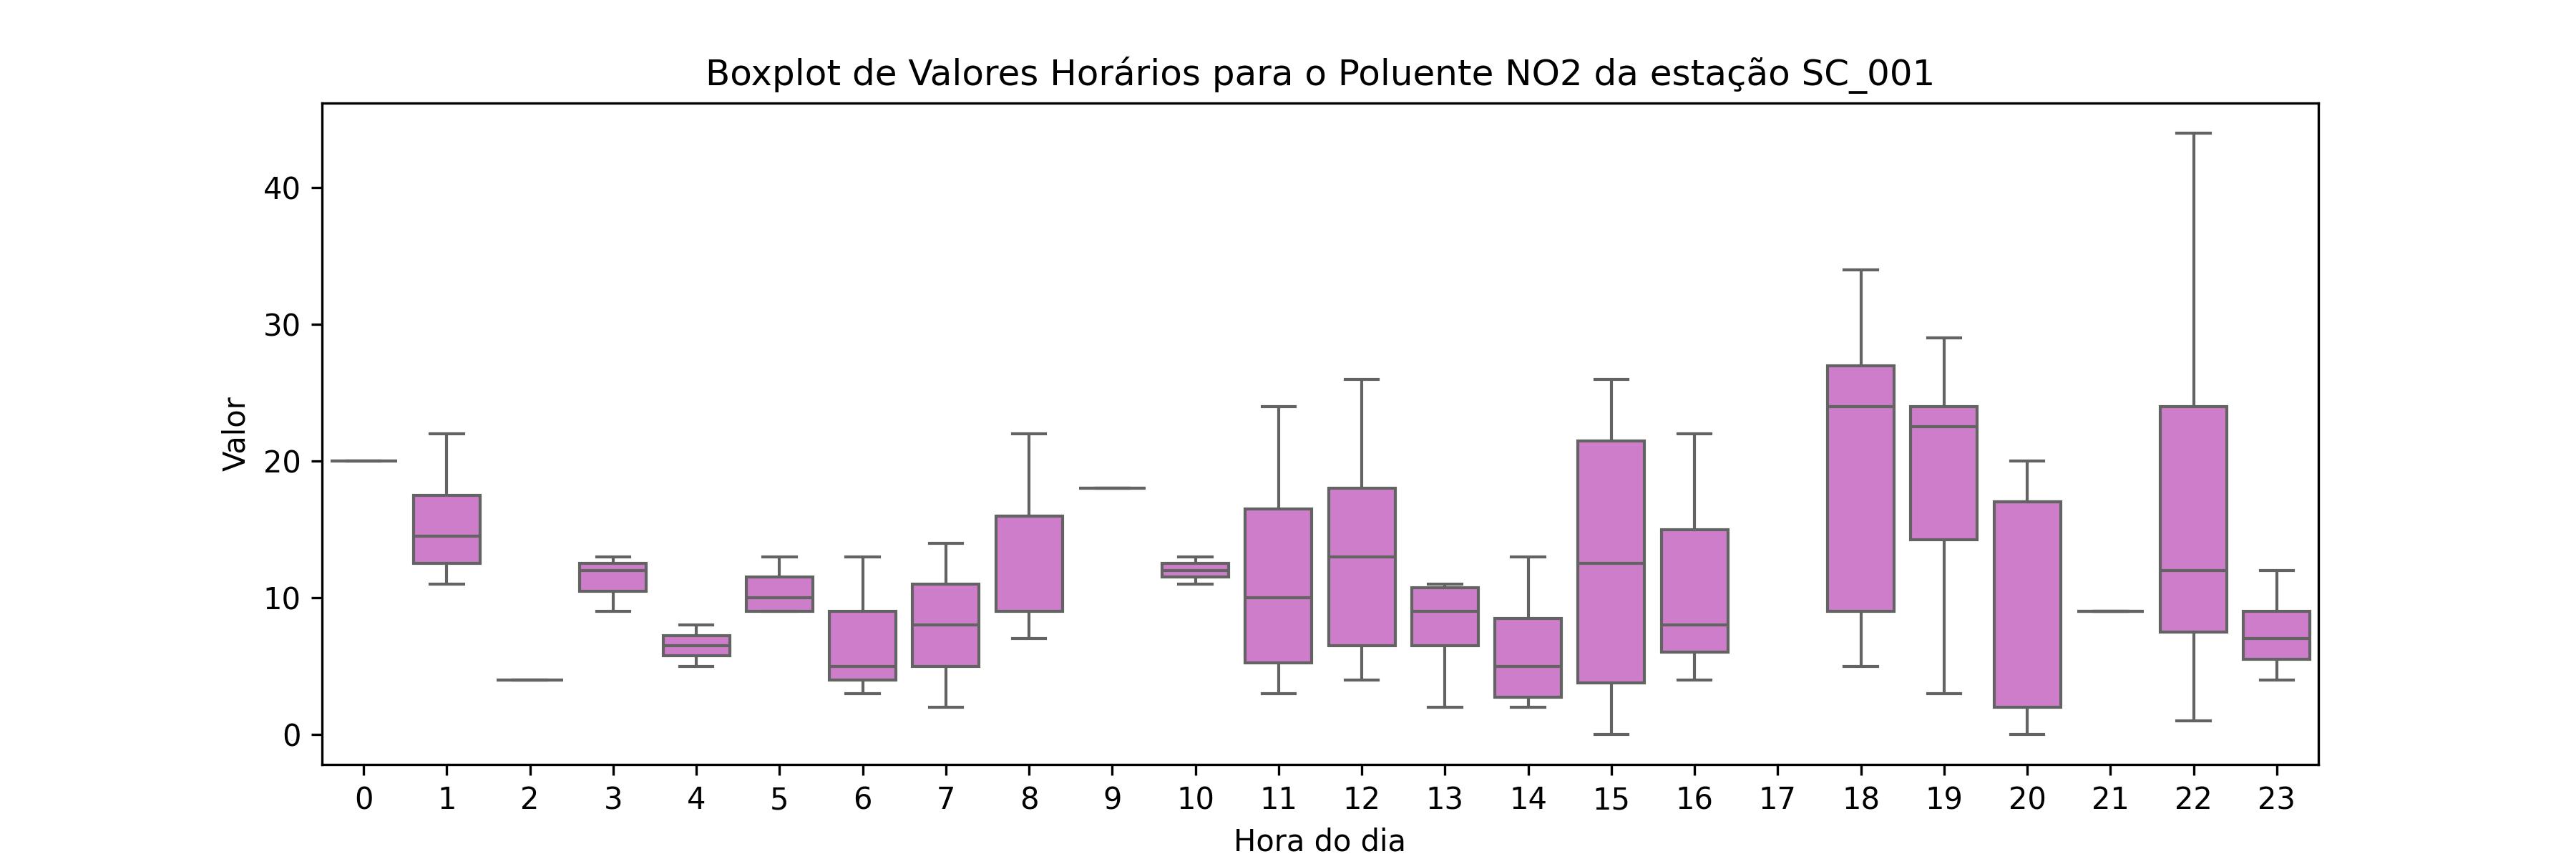 Boxplot de Valores Horários para o Poluente NO2 da estação SC_001
Valor
40
30
20
10
0
0 1 2 3 4 5 6 7 8 9 10 11 12 13 14 15 16 17 18 19 20 21 22 23
Hora do dia